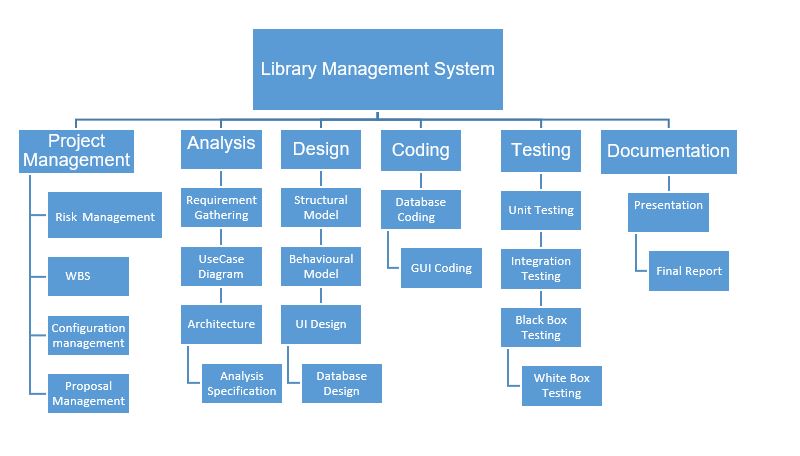 Library Management System
Project
Management
Risk Management
WBS
Configuration
management
Proposal
Management
Analysis
Requirement
Gathering
UseCase
Diagram
Architecture
Analysis
Specification
Design
Structural
Model
Behavioural
Model
UI Design
Database
Design
Coding
Database
Coding
GUI Coding
Testing
Unit Testing
Integration
Testing
Black Box
Testing
White Box
Testing
Documentation
Presentation
Final Report